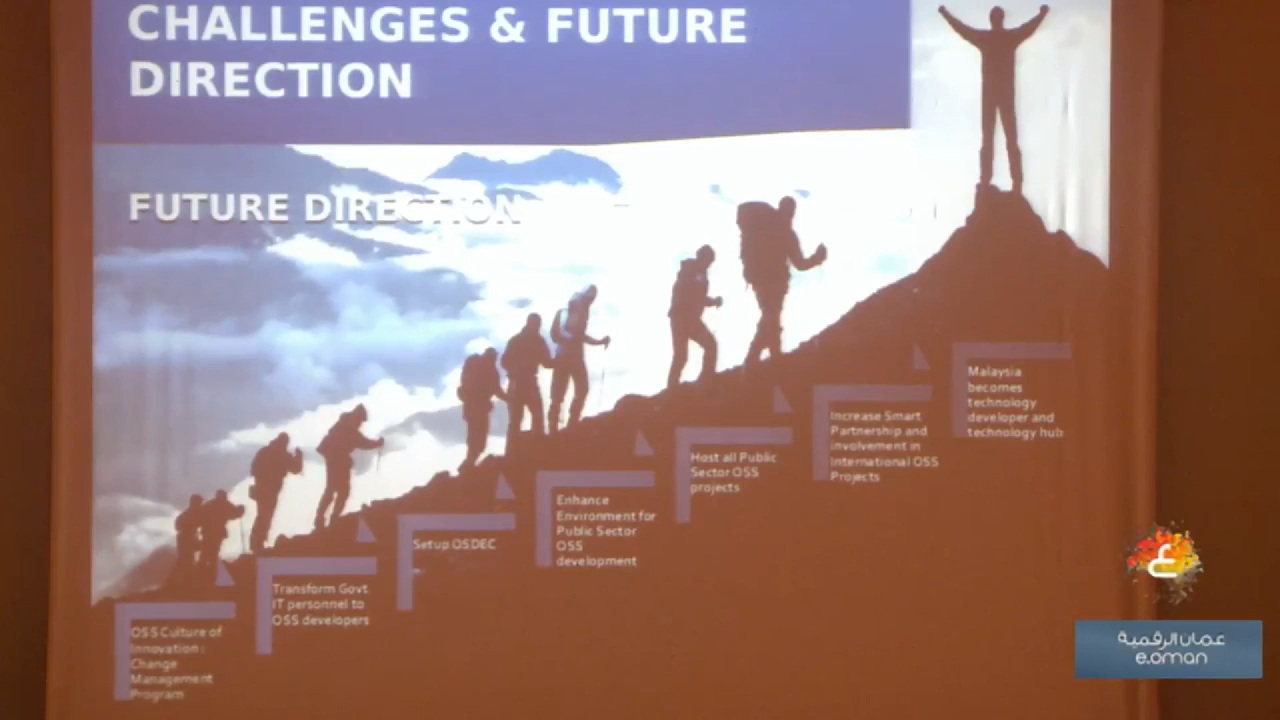 CHALLENGES & FUTURE
DIRECTION
FUTURE DIRECTION
OSS Culture of
Innovation :
Change
Management
Program
Transform Govt
IT personnel to
OSS developers
Setup OSDEC
Enhance
Environment for
Public Sector
OSS
development
Host all Public
Sector OSS
projects
Increase Smart
Partnership and
involvement in
International OSS
Projects
Malaysia
becomes
technology
developer and
technology hub
ع
عمان الرقمية
e.oman